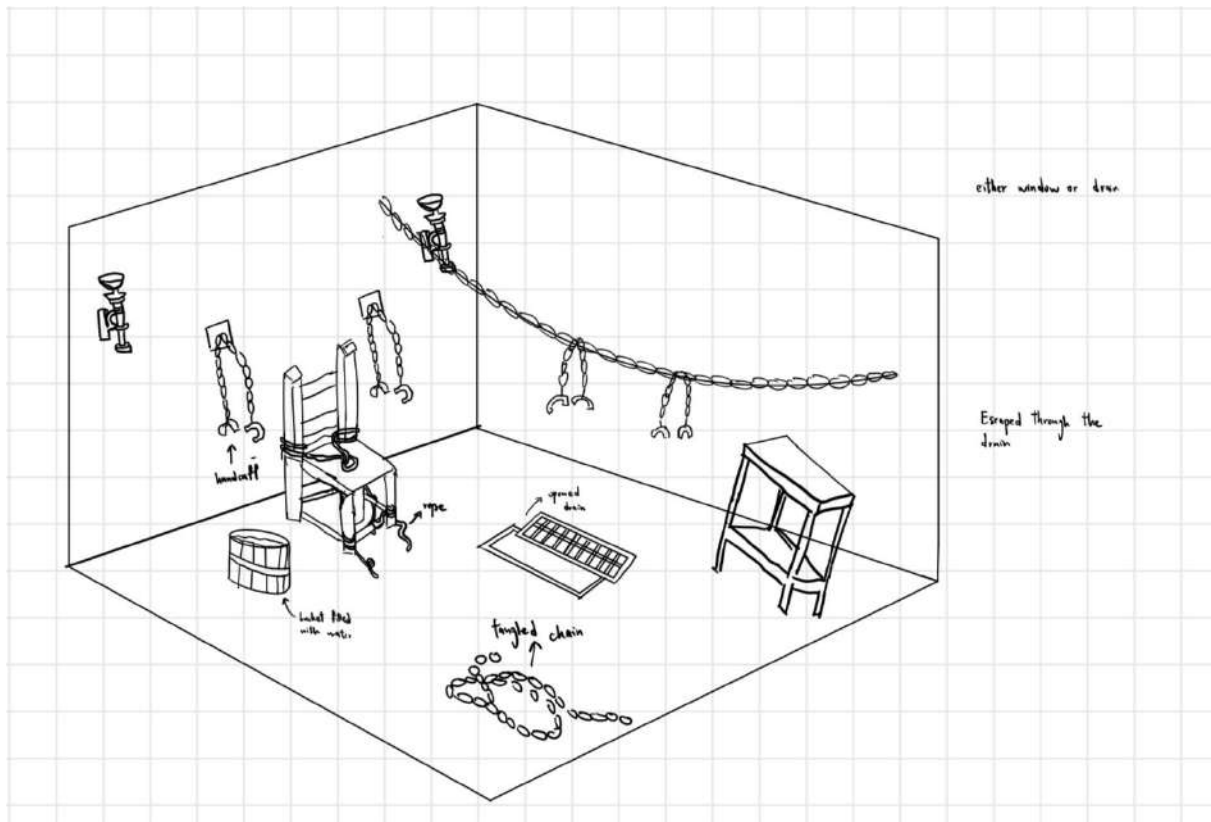 either window or drain
Escaped through the
drain
opened
drain
handcuff
rope
bucket filled
with water
tangled chain